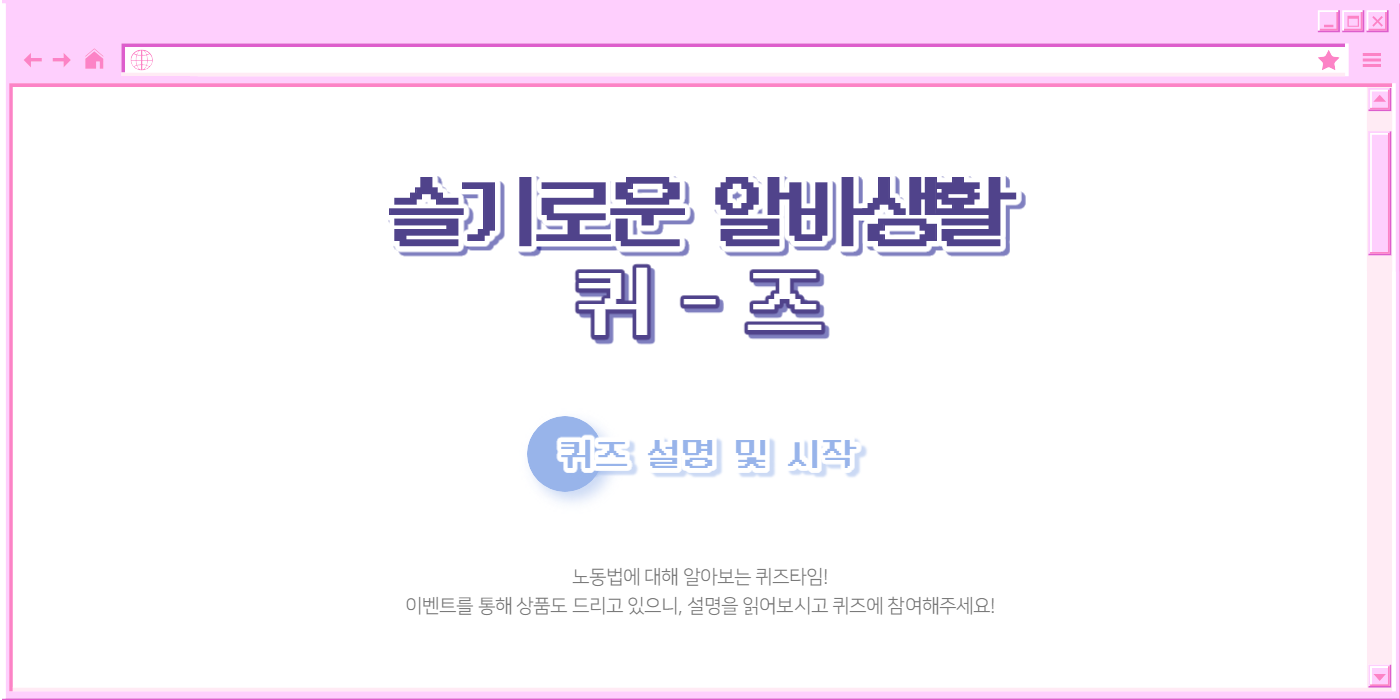 슬기로운 알바생활
퀴-즈
퀴즈 설명 및 시작
노동법에 대해 알아보는 퀴즈타임!
이벤트를 통해 상품도 드리고 있으니, 설명을 읽어보시고 퀴즈에 참여해주세요!